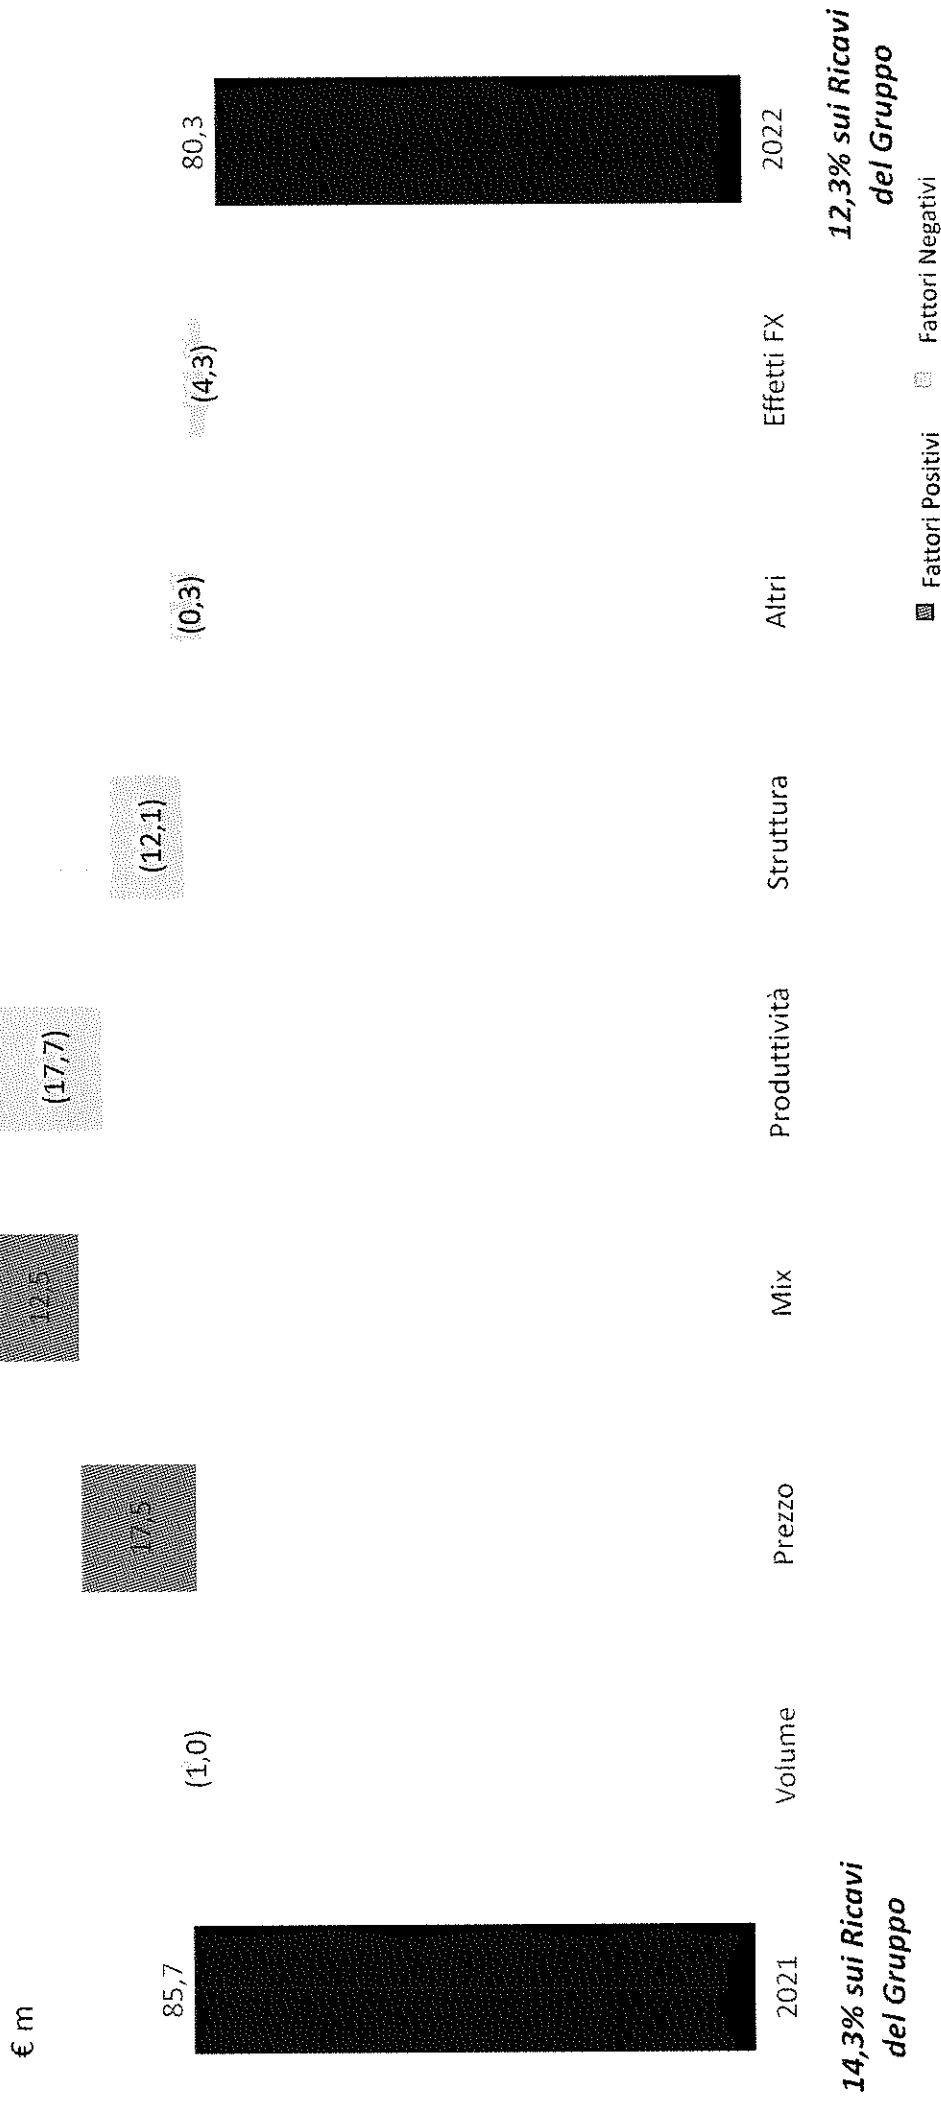 € m
85,7
(1,0)
17,5
12,5
(17,7)
(12,1)
(0,3)
(4,3)
80,3
2021
Volume
Prezzo
Mix
Produttività
Struttura
Altri
Effetti FX
2022
14,3% sui Ricavi
del Gruppo
12,3% sui Ricavi
del Gruppo
Fattori Positivi
Fattori Negativi